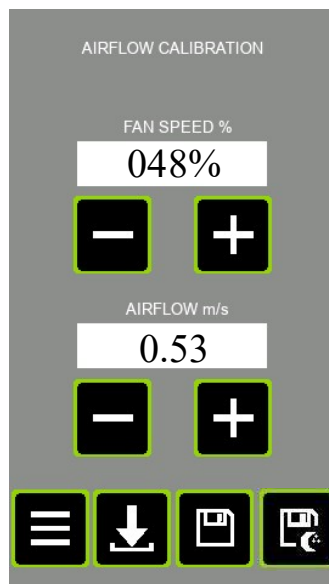 AIRFLOW CALIBRATION
FAN SPEED %
048%
AIRFLOW m/s
0.53